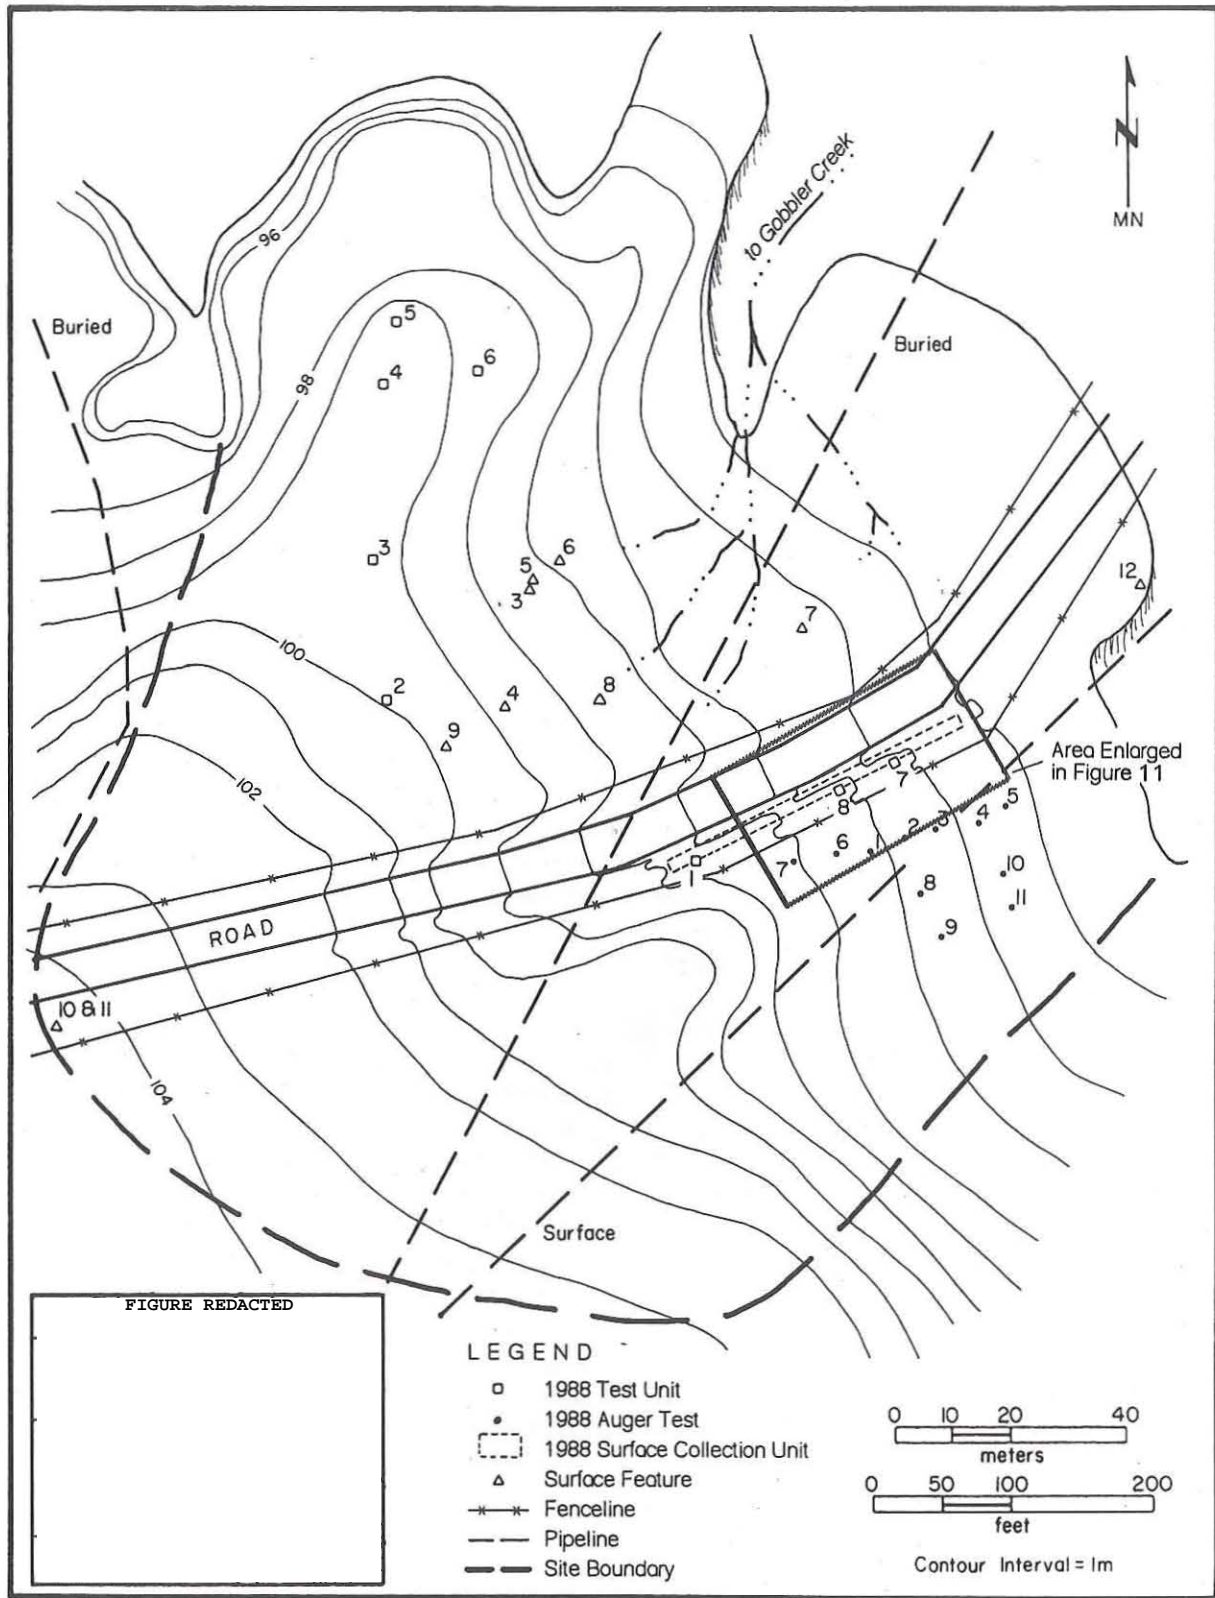 MN
to Gobbler Creek
96
Buried
Buried
5
6
4
98
3
6
5
3
12
7
100
2
4
8
9
Area Enlarged
in Figure 11
102
7
8
5
4
3
2
1
6
7
1
10
8
11
9
ROAD
10 & 11
104
Surface
FIGURE REDACTED
LEGEND
1988 Test Unit
1988 Auger Test
1988 Surface Collection Unit
Surface Feature
Fenceline
Pipeline
Site Boundary
0 10 20 40
meters
0 50 100 200
feet
Contour Interval = 1m